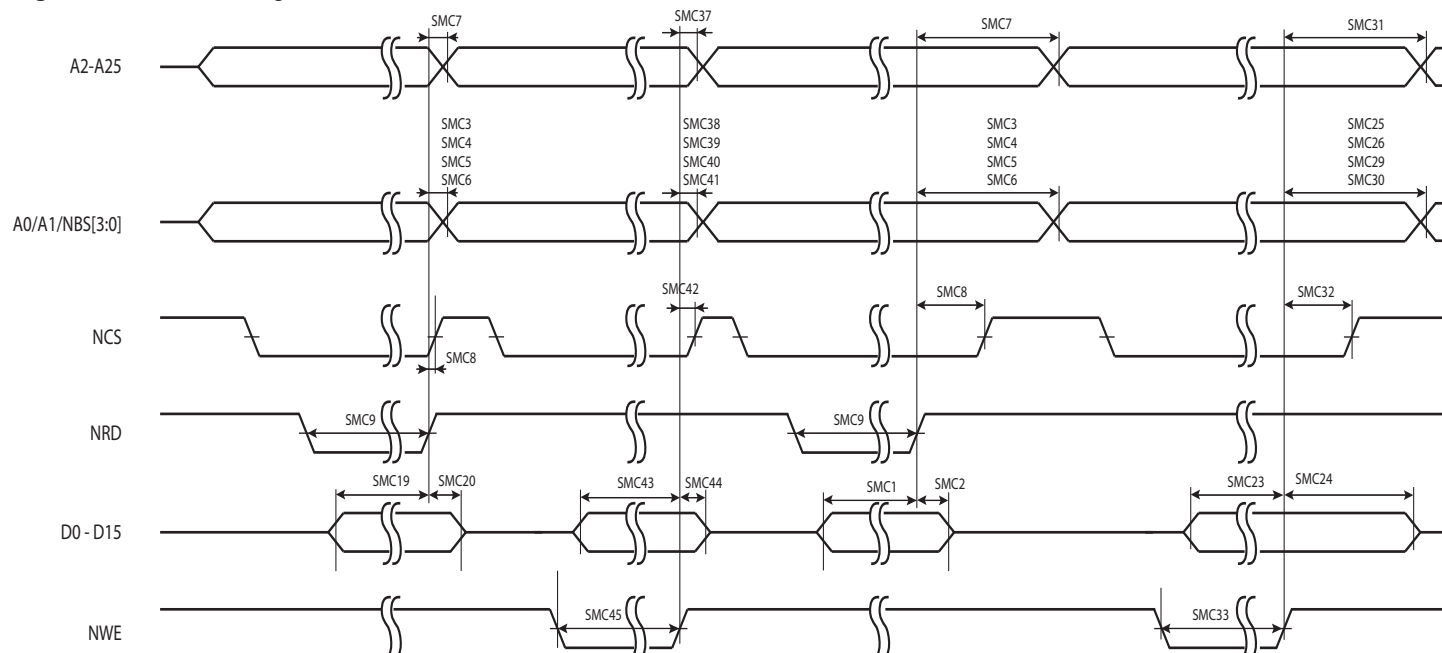 SMC7 SMC37 SMC7 SMC31
A2-A25
SMC3 SMC38 SMC3 SMC25
SMC4 SMC39 SMC4 SMC26
SMC5 SMC40 SMC5 SMC29
SMC6 SMC41 SMC6 SMC30
A0/A1/NBS[3:0]
SMC42 SMC8 SMC32
NCS
SMC8
SMC9 SMC9
NRD
SMC19 SMC20 SMC43 SMC44 SMC1 SMC2 SMC23 SMC24
D0 - D15
SMC45 SMC33
NWE